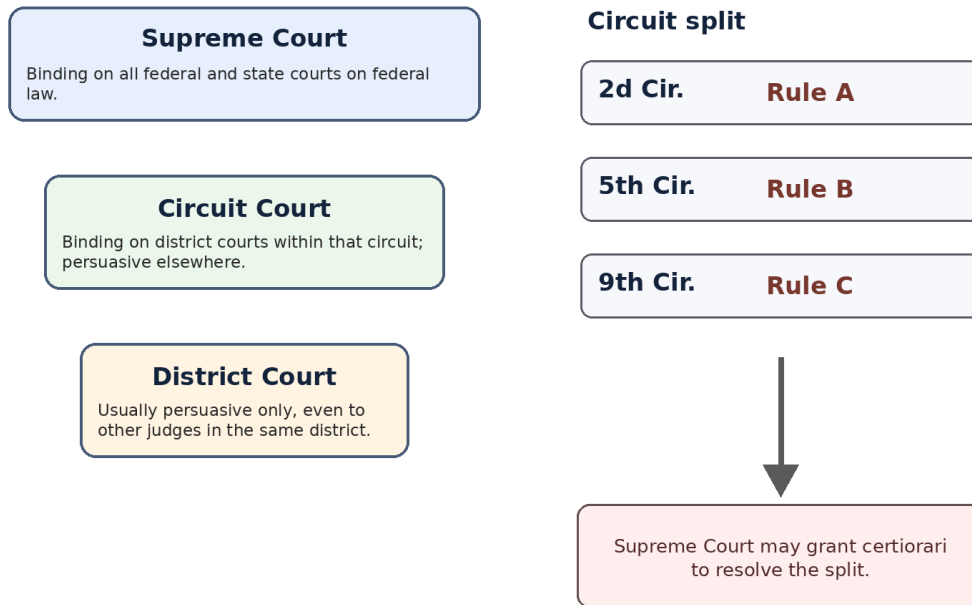 Supreme Court
Binding on all federal and state courts on federal
law.
Circuit Court
Binding on district courts within that circuit;
persuasive elsewhere.
District Court
Usually persuasive only, even to
other judges in the same district.
Circuit split
2d Cir. Rule A
5th Cir. Rule B
9th Cir. Rule C
Supreme Court may grant certiorari
to resolve the split.